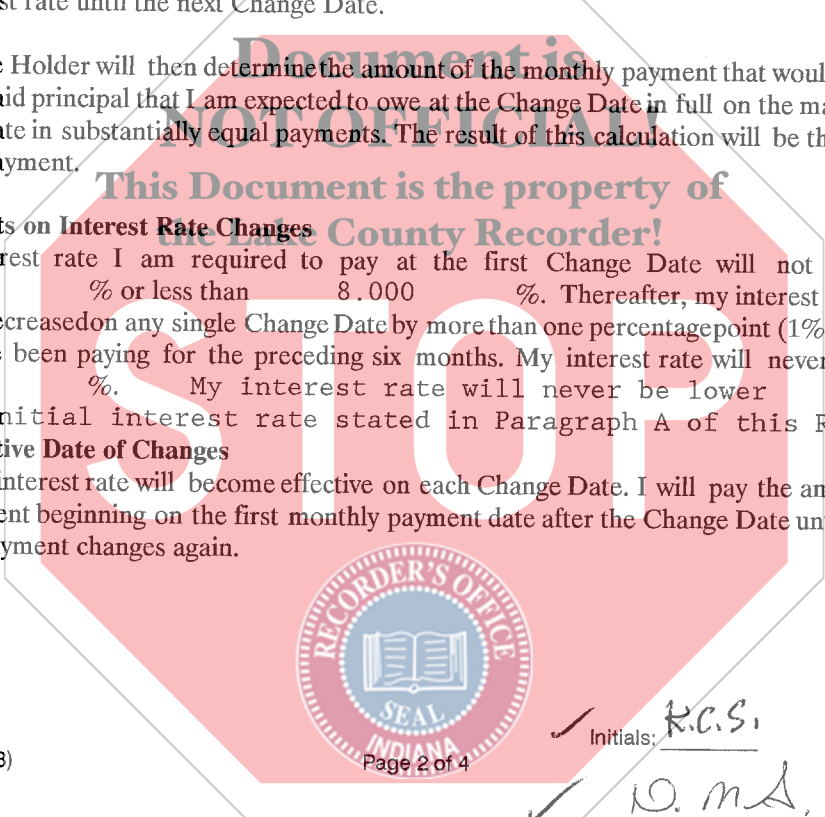 st rate until the next Change Date.
Document is
e Holder will then determine the amount of the monthly payment that woul
aid principal that I am expected to owe at the Change Date in full on the ma
NOT OFFICIAL!
te in substantially equal payments. The result of this calculation will be th
ayment.
This Document is the property of
the Lake County Recorder!
ts on Interest Rate Changes
rest rate I am required to pay at the first Change Date will not
% or less than 8.000 %. Thereafter, my interest
ecreased on any single Change Date by more than one percentage point (1%
e been paying for the preceding six months. My interest rate will never
%. My interest rate will never be lower
nitial interest rate stated in Paragraph A of this R
STOP
tive Date of Changes
interest rate will become effective on each Change Date. I will pay the am
ent beginning on the first monthly payment date after the Change Date un
yment changes again.
RECORDER'S OFFICE
SEAL
INDIANA
Initials: K.C.S.
3) Page 2 of 4
D. M S.